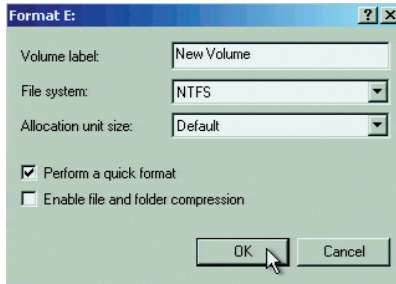 Format E:
Volume label: New Volume
File system: NTFS
Allocation unit size: Default
Perform a quick format
Enable file and folder compression
OK Cancel